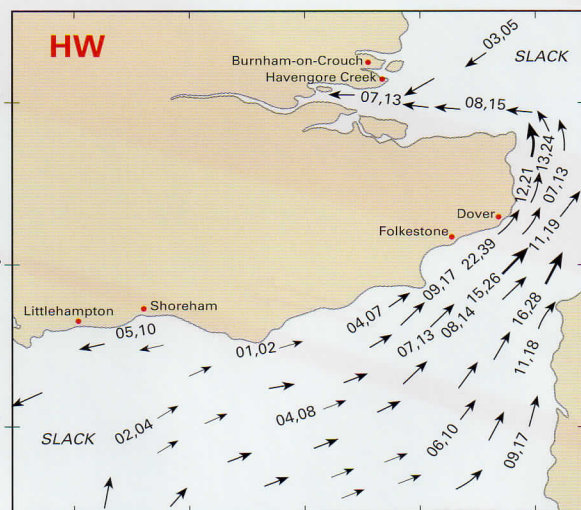 HW
03,05
Burnham-on-Crouch
SLACK
Havengore Creek
07,13
08,15
13,24
12,21
07,13
Dover
Folkestone
11,19
22,39
09,17
15,26
16,28
Littlehampton
Shoreham
04,07
08,14
07,13
05,10
01,02
11,18
02,04
04,08
SLACK
06,10
09,17